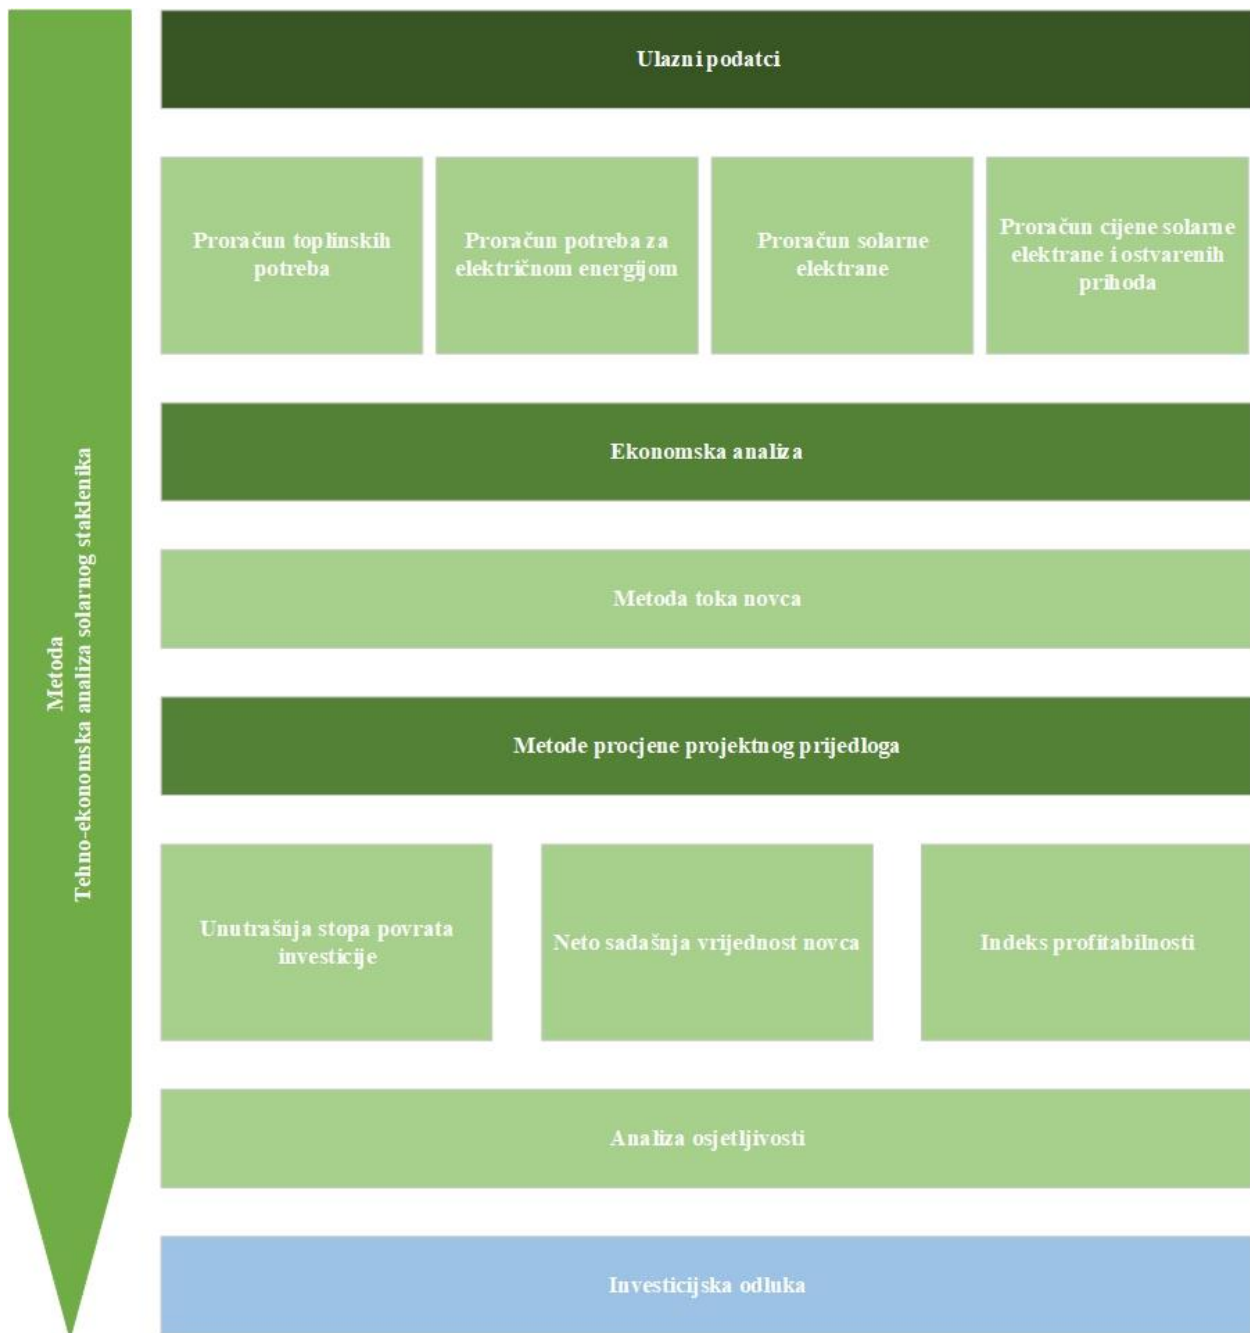 Metoda
Tehno-ekonomska analiza solarnog staklenika
Ulazni podatci
Proračun toplinskih
potreba
Proračun potreba za
električnom energijom
Proračun solarne
elektrane
Proračun cijene solarne
elektrane i ostvarenih
prihoda
Ekonomska analiza
Metoda toka novca
Metode procjene projektnog prijedloga
Unutrašnja stopa povrata
investicije
Neto sadašnja vrijednost novca
Indeks profitabilnosti
Analiza osjetljivosti
Investicijska odluka